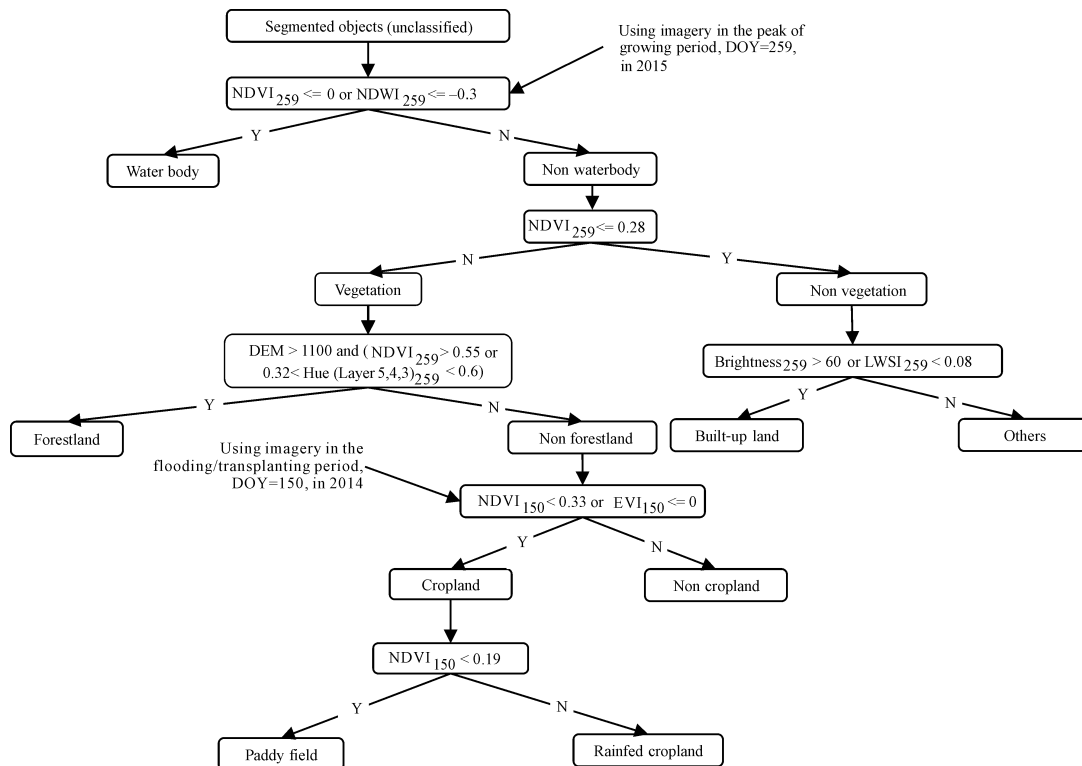 Segmented objects (unclassified)
Using imagery in the peak of
growing period, DOY=259,
in 2015
NDVI259 <= 0 or NDWI259 <= –0.3
Y
N
Water body
Non waterbody
NDVI259 <= 0.28
N
Y
Vegetation
Non vegetation
DEM > 1100 and ( NDVI259 > 0.55 or
0.32< Hue (Layer 5,4,3)259 < 0.6)
Brightness259 > 60 or LWSI259 < 0.08
Y
N
Y
N
Forestland
Non forestland
Built-up land
Others
Using imagery in the
flooding/transplanting period,
DOY=150, in 2014
NDVI150 < 0.33 or EVI150 <= 0
Y
N
Cropland
Non cropland
NDVI150 < 0.19
Y
N
Paddy field
Rainfed cropland